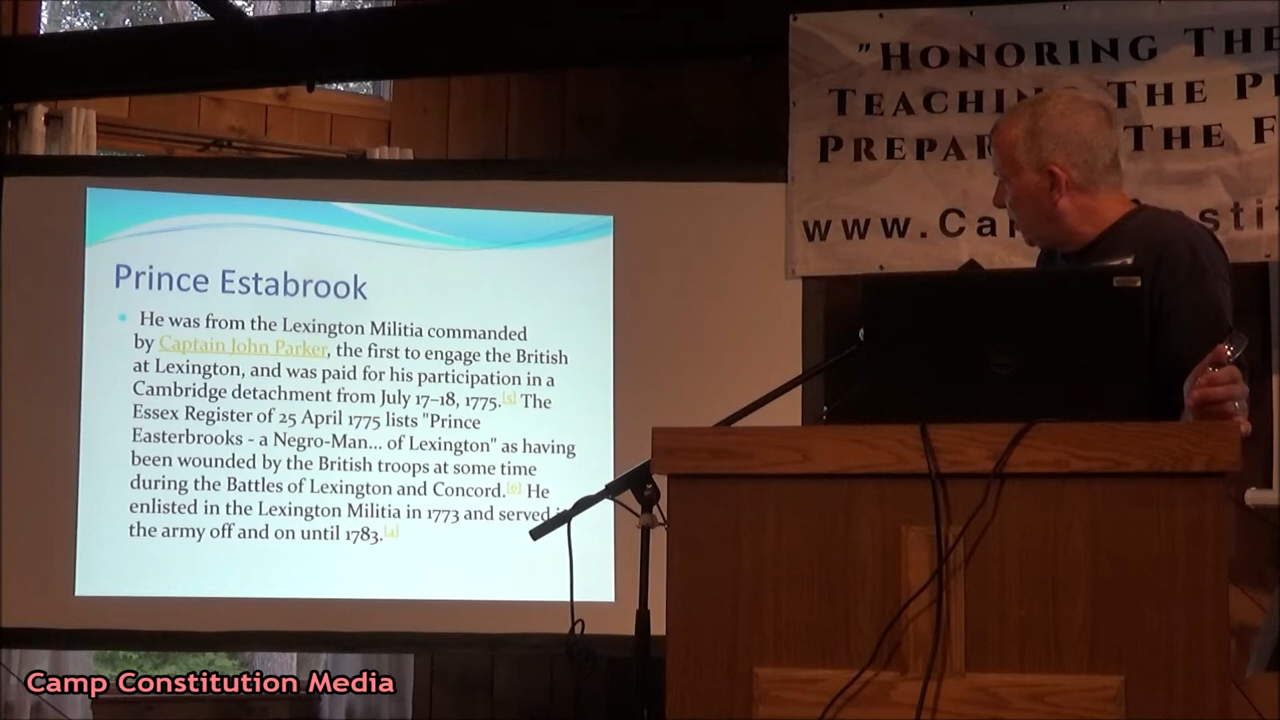 "HONORING THE
TEACHIN THE P
PREPAR THE F
www.Ca stit
Prince Estabrook
He was from the Lexington Militia commanded
by Captain John Parker, the first to engage the British
at Lexington, and was paid for his participation in a
Cambridge detachment from July 17–18, 1775.[5] The
Essex Register of 25 April 1775 lists "Prince
Easterbrooks - a Negro-Man... of Lexington" as having
been wounded by the British troops at some time
during the Battles of Lexington and Concord.[6] He
enlisted in the Lexington Militia in 1773 and served
the army off and on until 1783.[4]
Camp Constitution Media